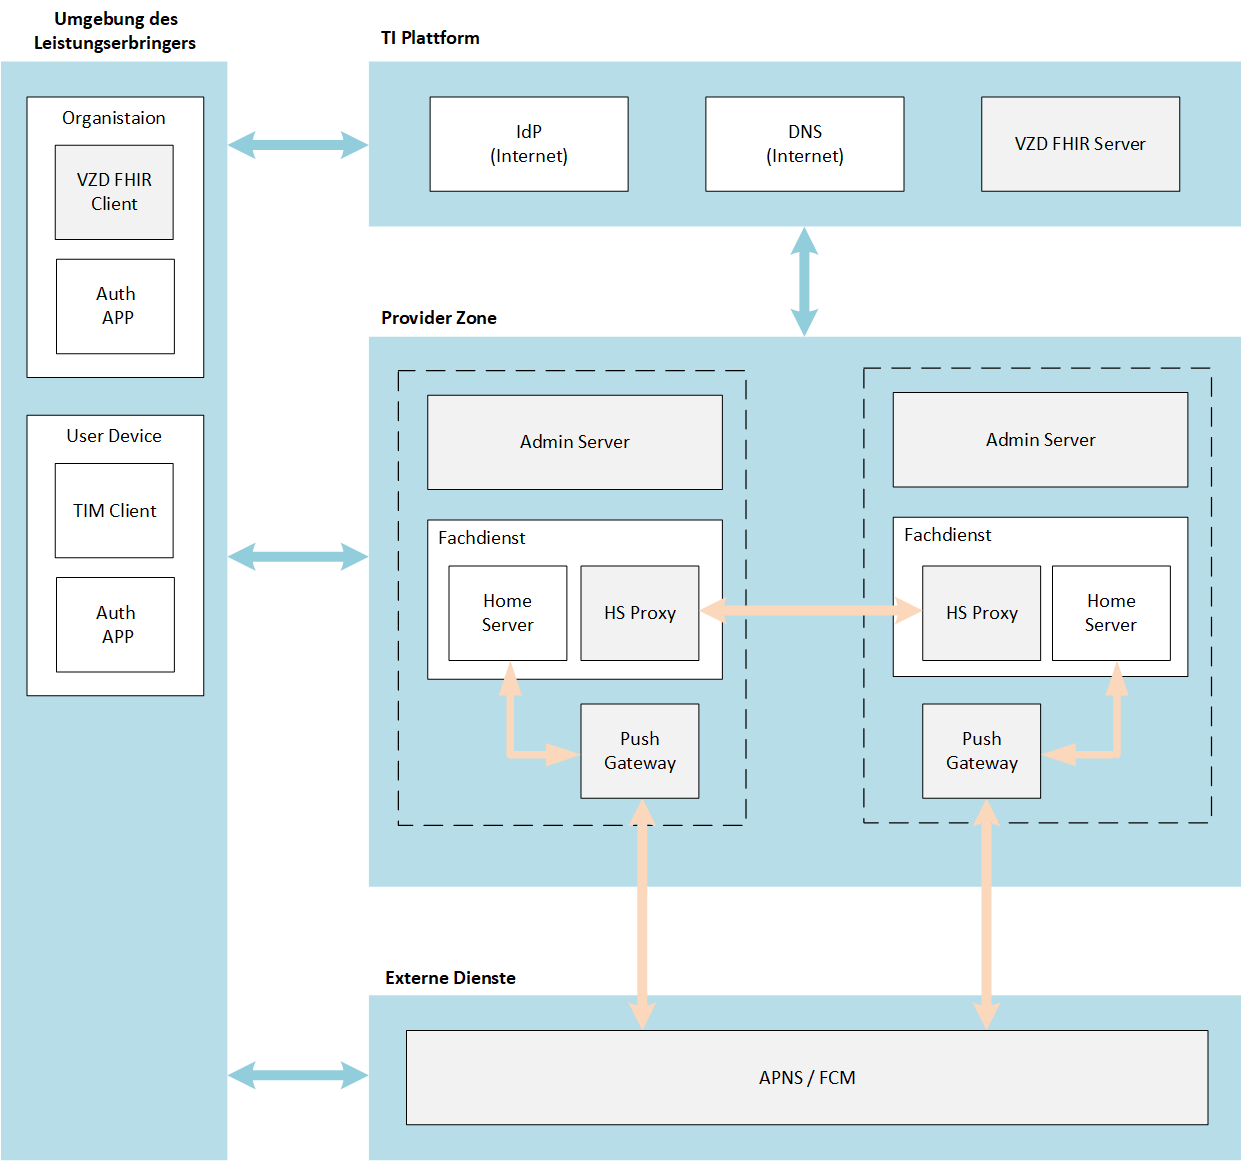 Umgebung des
Leistungserbringers
Organistaion
VZD FHIR
Client
Auth
APP
User Device
TIM Client
Auth
APP
TI Plattform
IdP
(Internet)
DNS
(Internet)
VZD FHIR Server
Provider Zone
Admin Server
Fachdienst
Home
Server
HS Proxy
Push
Gateway
Admin Server
Fachdienst
HS Proxy
Home
Server
Push
Gateway
Externe Dienste
APNS / FCM